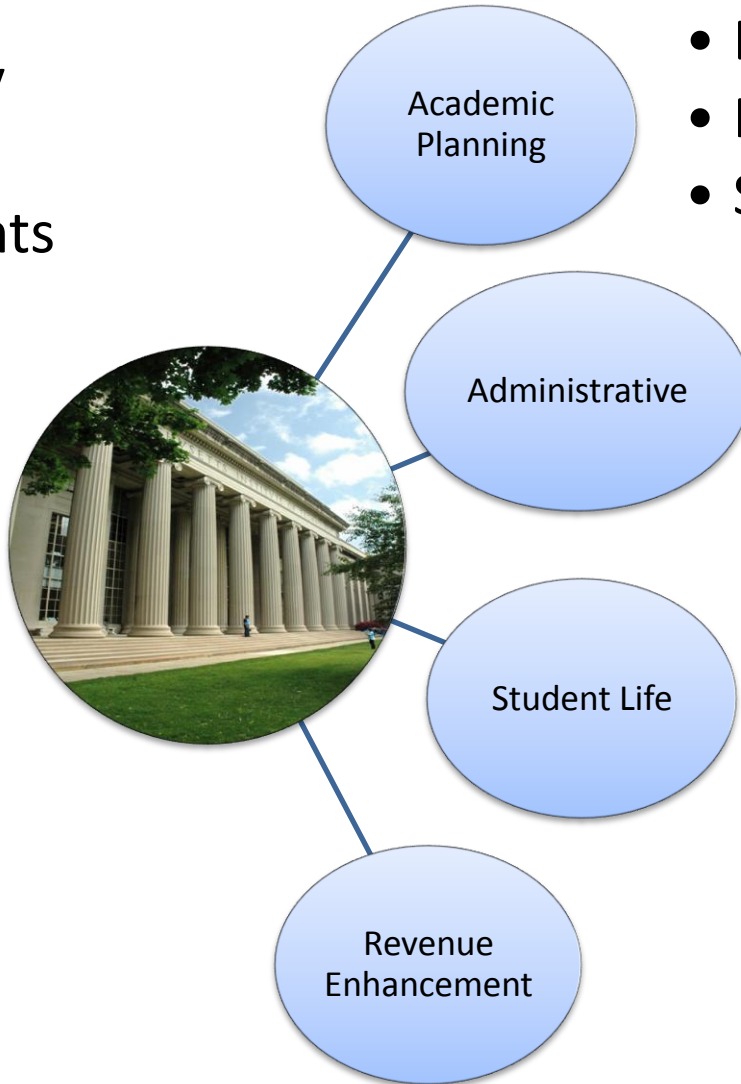 Academic
Planning
Administrative
Student Life
Revenue
Enhancement